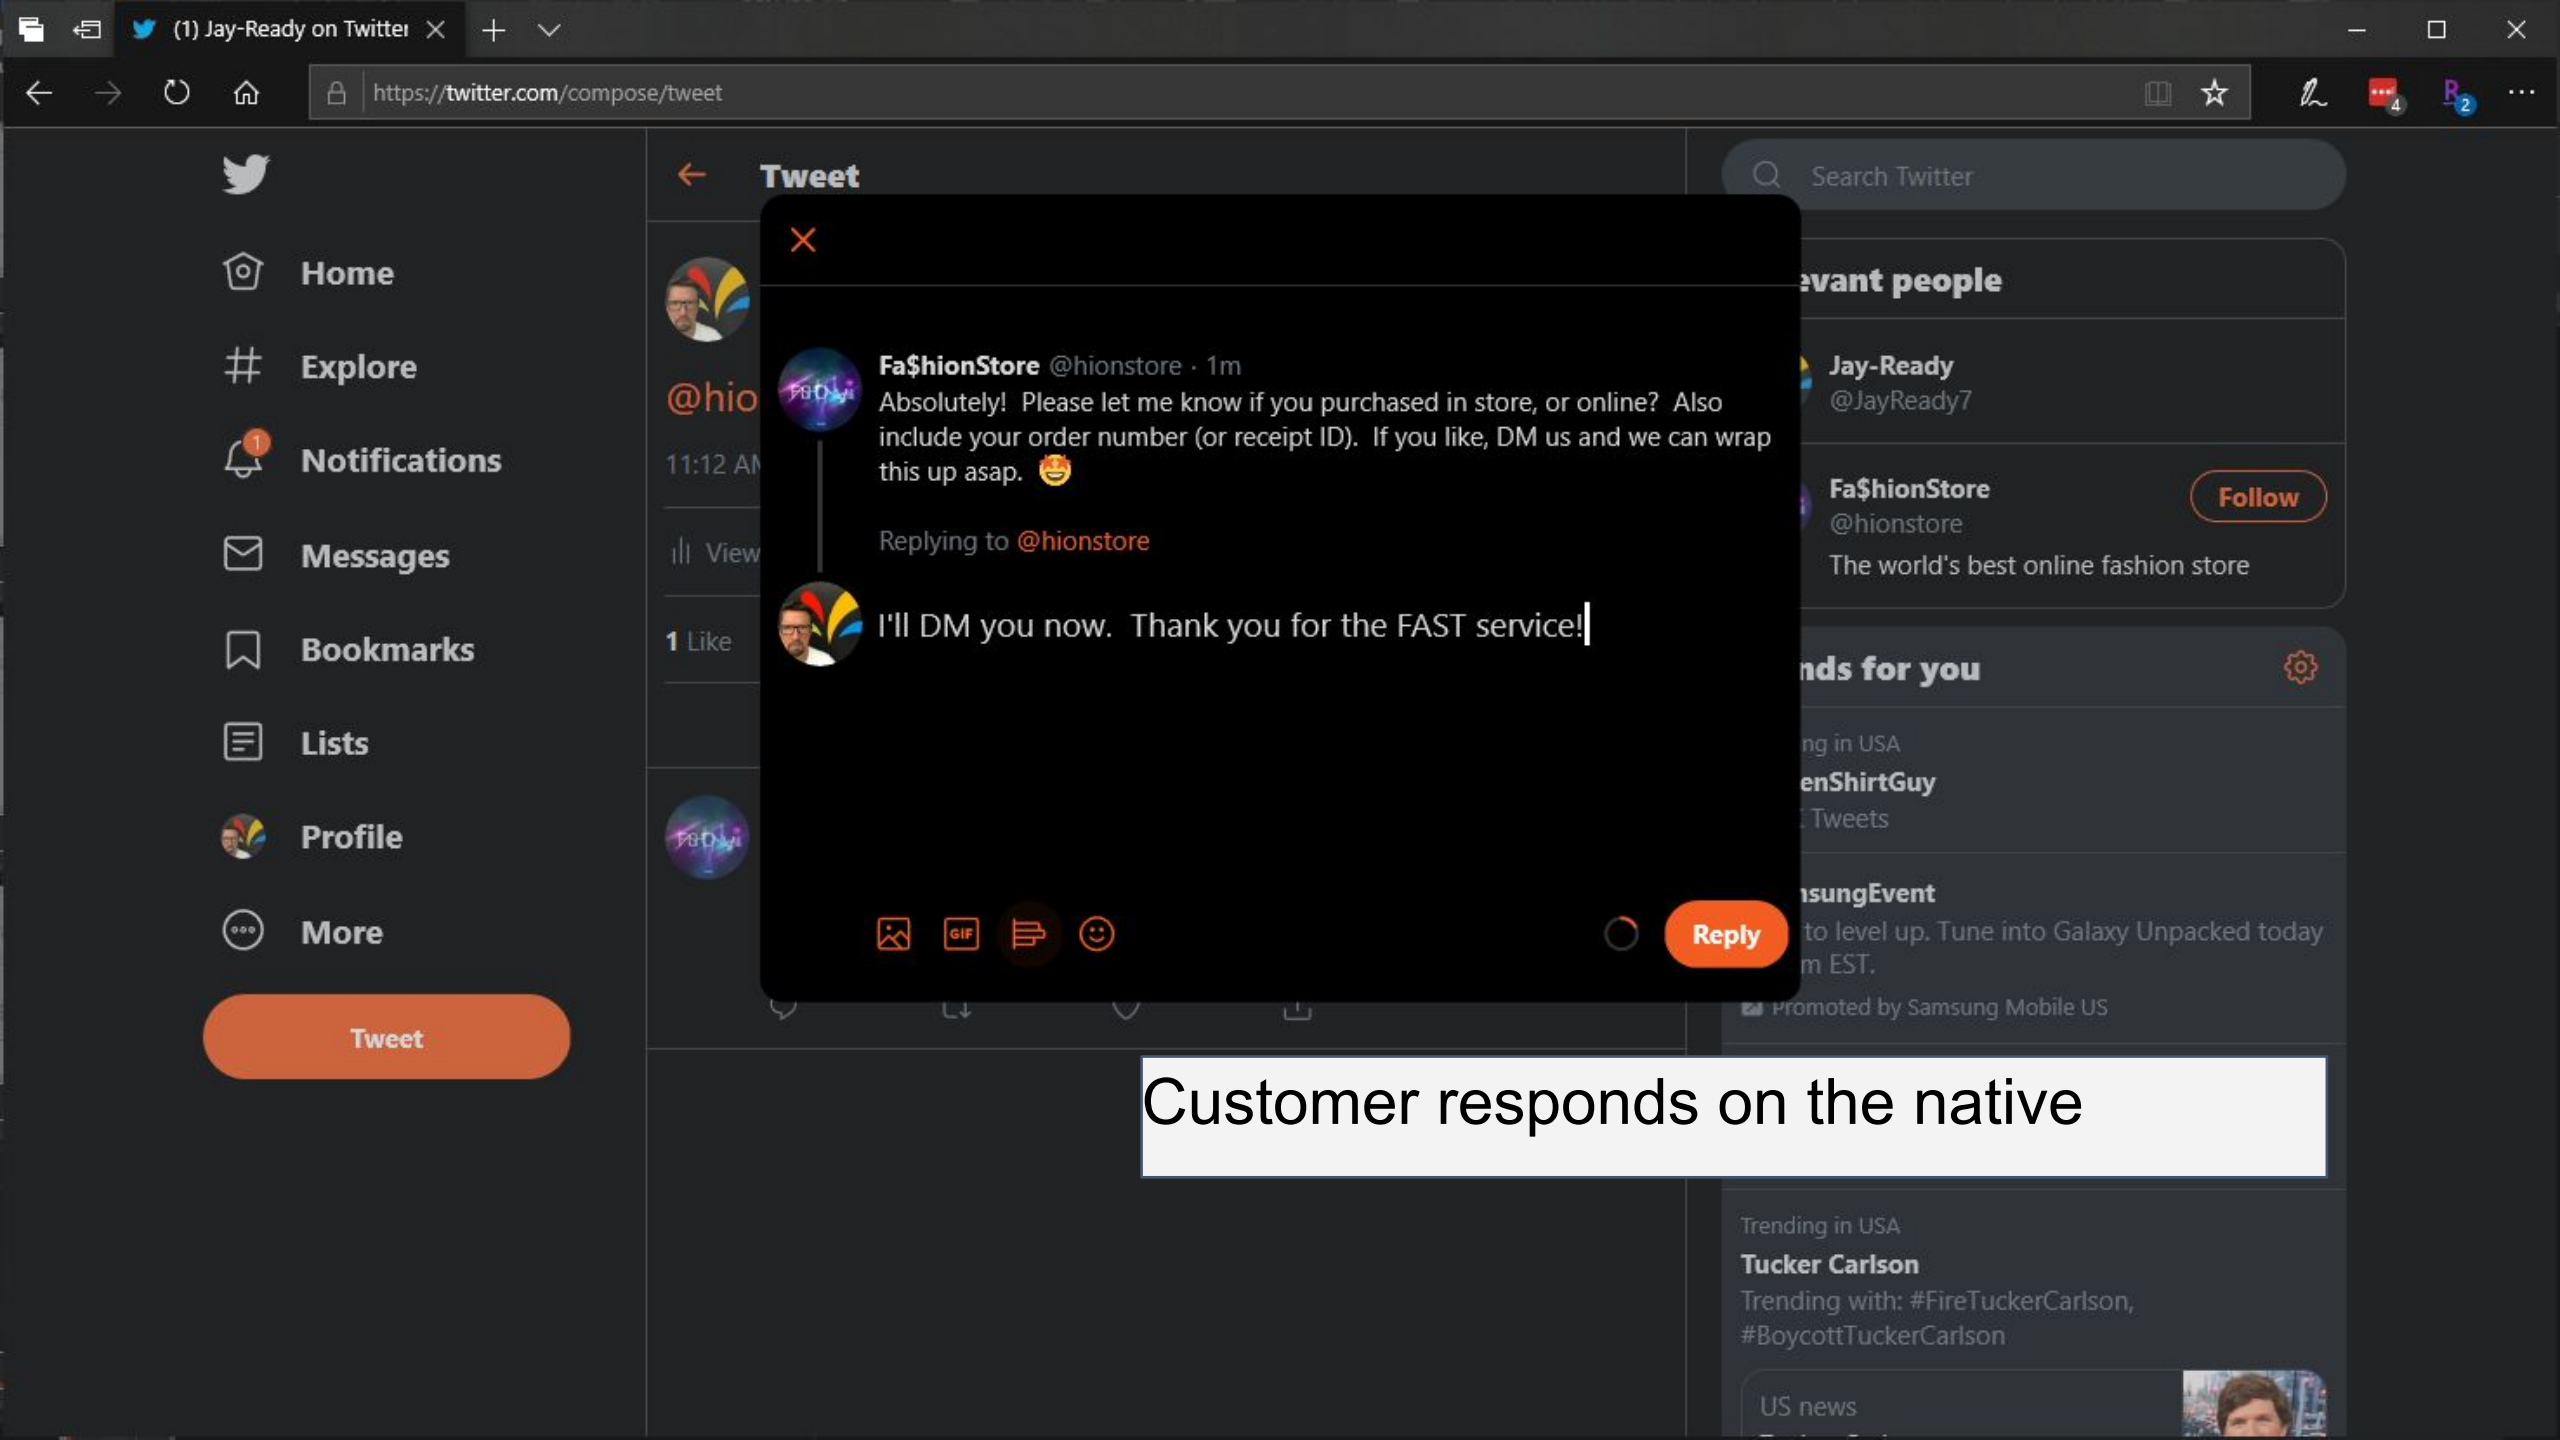 (1) Jay-Ready on Twitter
https://twitter.com/compose/tweet
4
2
Home
Explore
1
Notifications
Messages
Bookmarks
Lists
Profile
More
Tweet
Tweet
@hio
11:12 AM
View
1 Like
Fa$hionStore @hionstore · 1m
Absolutely! Please let me know if you purchased in store, or online? Also
include your order number (or receipt ID). If you like, DM us and we can wrap
this up asap. 🤩
Replying to @hionstore
I'll DM you now. Thank you for the FAST service!
GIF
Reply
Search Twitter
evant people
Jay-Ready
@JayReady7
Fa$hionStore
@hionstore
Follow
The world's best online fashion store
nds for you
ng in USA
enShirtGuy
Tweets
nsungEvent
to level up. Tune into Galaxy Unpacked today
m EST.
Promoted by Samsung Mobile US
Customer responds on the native
Trending in USA
Tucker Carlson
Trending with: #FireTuckerCarlson,
#BoycottTuckerCarlson
US news